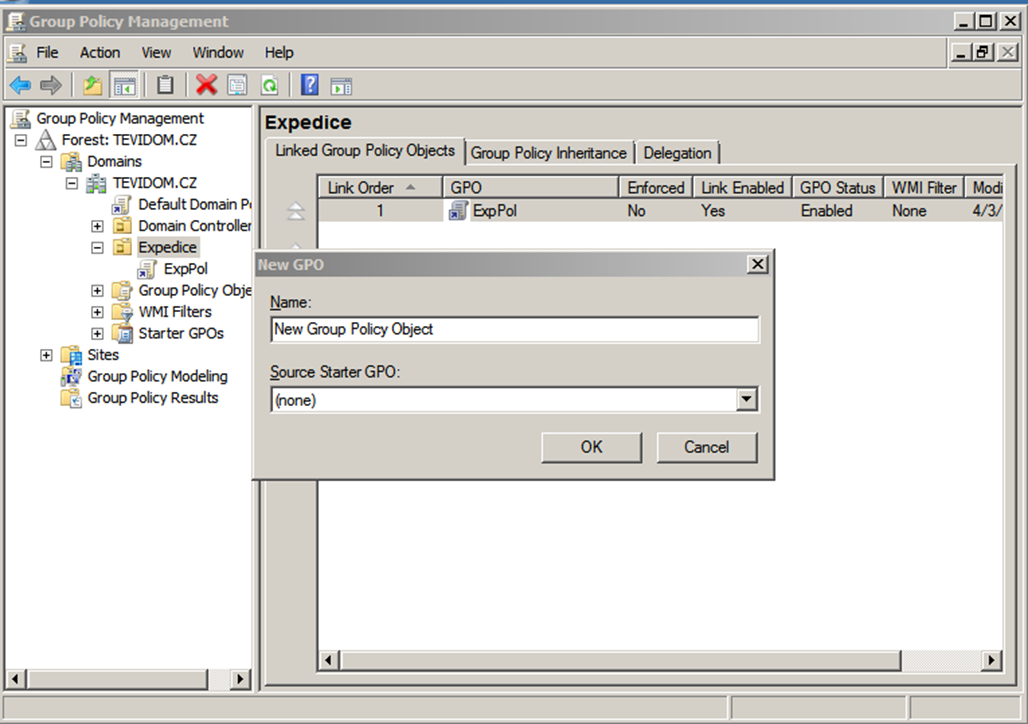 Group Policy Management
File Action View Window Help
Group Policy Management
Forest: TEVIDOM.CZ
Domains
TEVIDOM.CZ
Default Domain P
Domain Controller
Expedice
ExpPol
Group Policy Obje
WMI Filters
Starter GPOs
Sites
Group Policy Modeling
Group Policy Results
Expedice
Linked Group Policy Objects Group Policy Inheritance Delegation
Link Order GPO Enforced Link Enabled GPO Status WMI Filter Modi
1 ExpPol No Yes Enabled None 4/3/
New GPO
Name:
New Group Policy Object
Source Starter GPO:
(none)
OK Cancel